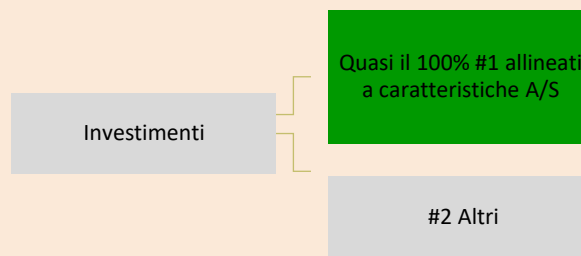 Quasi il 100% #1 allineati
a caratteristiche A/S
Investimenti
#2 Altri